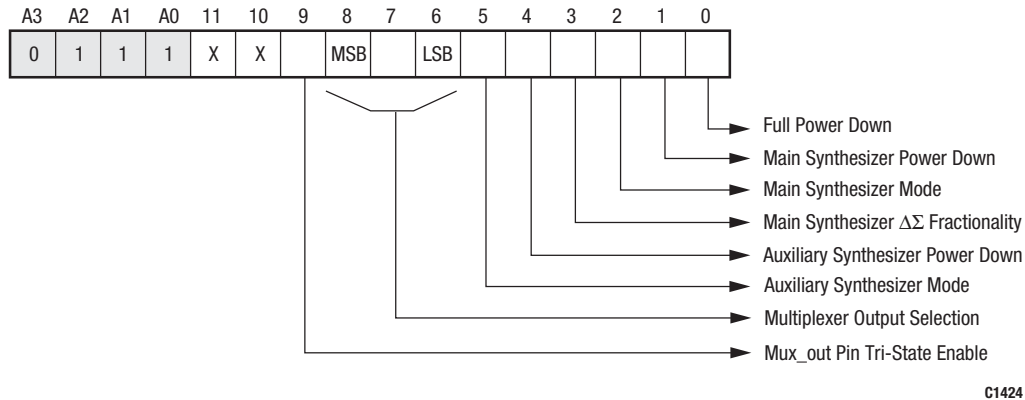 A3 A2 A1 A0 11 10 9 8 7 6 5 4 3 2 1 0
0 1 1 1 X X MSB LSB
Full Power Down
Main Synthesizer Power Down
Main Synthesizer Mode
Main Synthesizer ΔΣ Fractionality
Auxiliary Synthesizer Power Down
Auxiliary Synthesizer Mode
Multiplexer Output Selection
Mux_out Pin Tri-State Enable
C1424